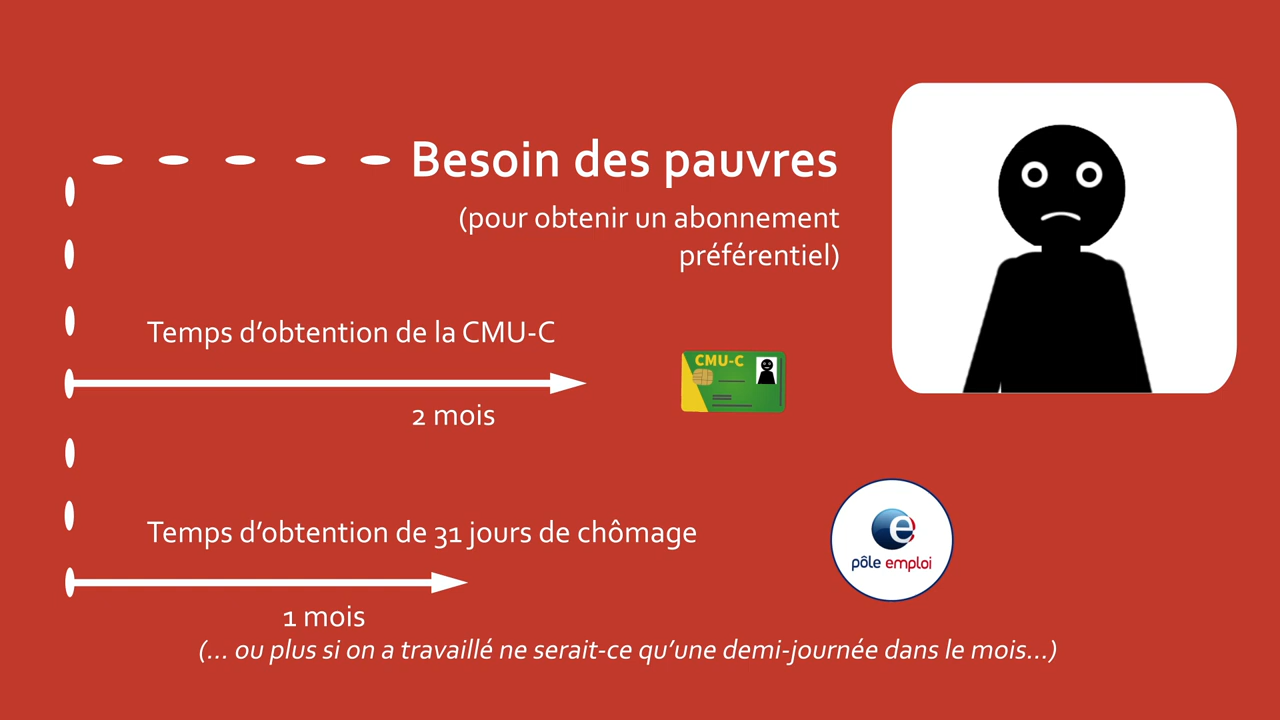 Besoin des pauvres
(pour obtenir un abonnement
préférentiel)
Temps d’obtention de la CMU-C
CMU-C
2 mois
Temps d’obtention de 31 jours de chômage
e
pôle emploi
1 mois
(... ou plus si on a travaillé ne serait-ce qu’une demi-journée dans le mois...)